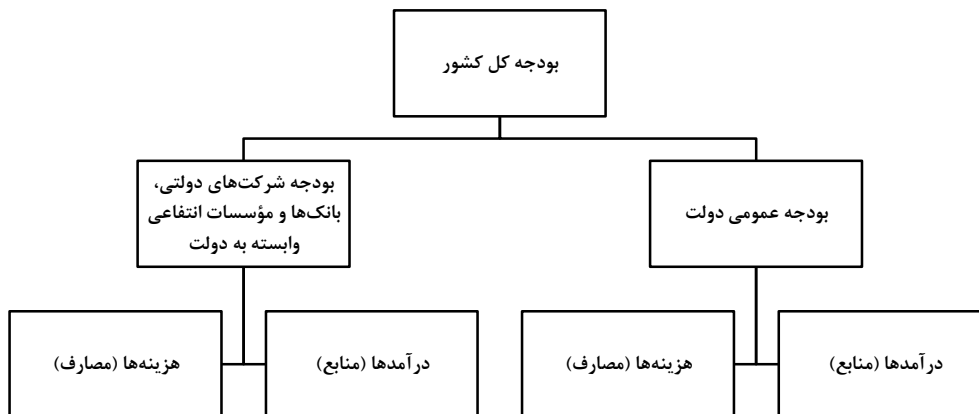 بودجه کل کشور
بودجه عمومی دولت
بودجه شرکت‌های دولتی،
بانک‌ها و مؤسسات انتفاعی
وابسته به دولت
درآمدها (منابع)
هزینه‌ها (مصارف)
درآمدها (منابع)
هزینه‌ها (مصارف)